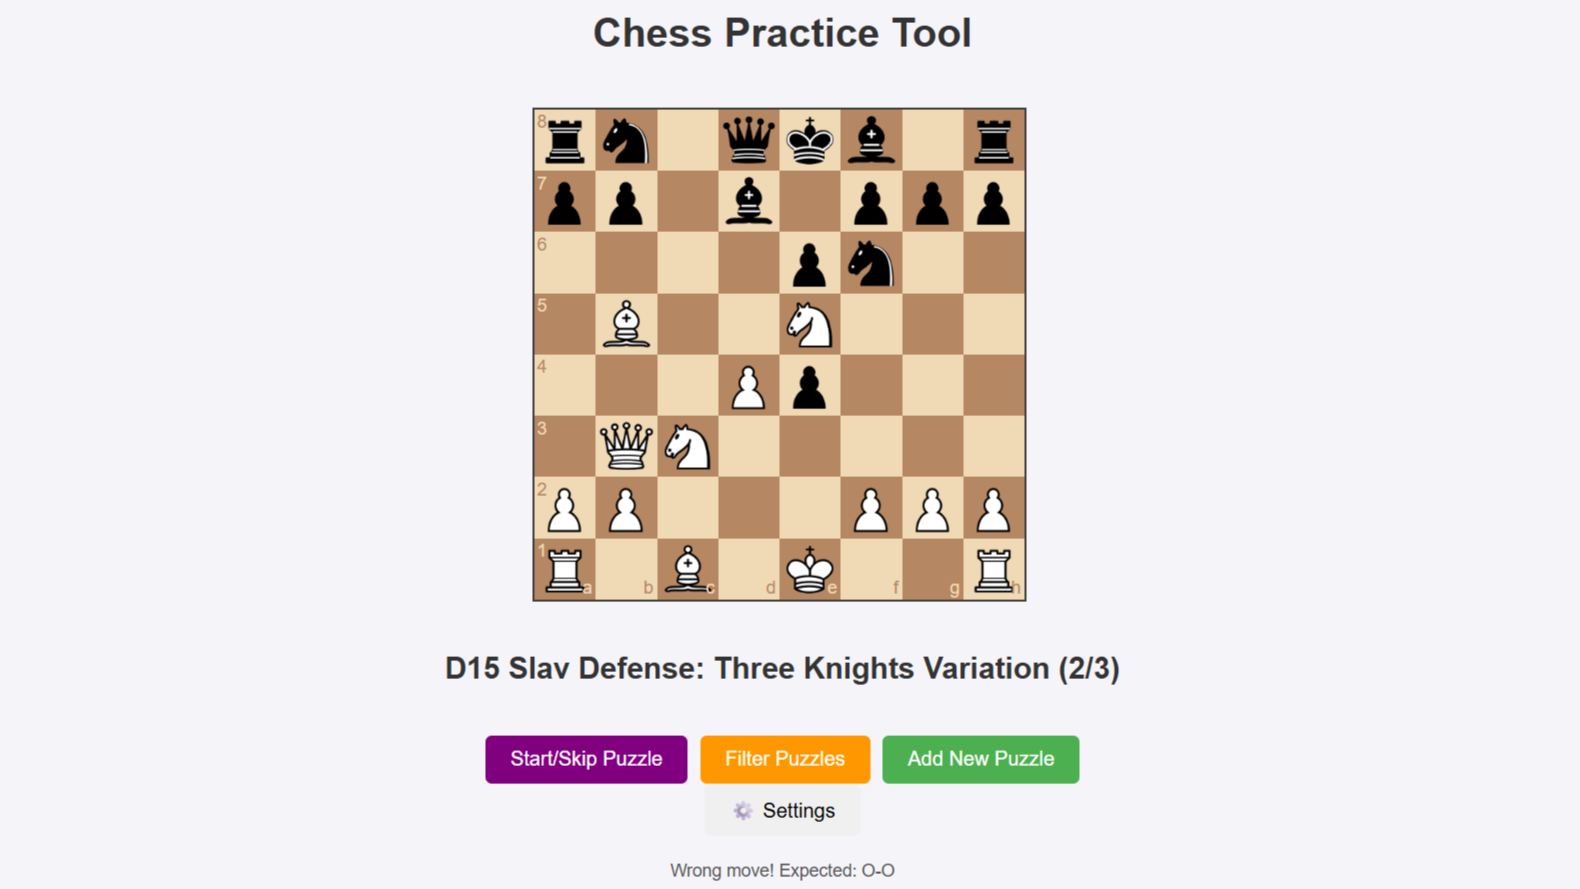 Chess Practice Tool
8
7
6
5
4
3
2
1
a b c d e f g h
D15 Slav Defense: Three Knights Variation (2/3)
Start/Skip Puzzle
Filter Puzzles
Add New Puzzle
Settings
Wrong move! Expected: O-O